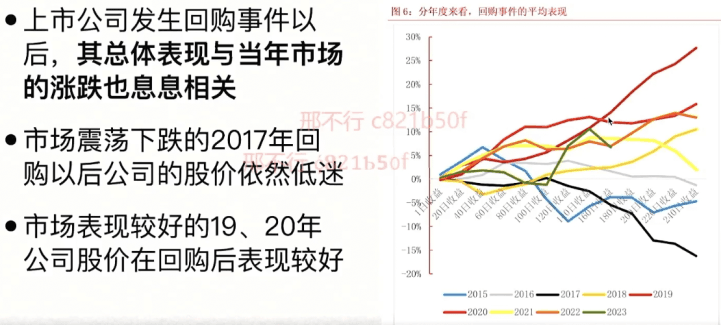 上市公司发生回购事件以
后，其总体表现与当年市场
的涨跌也息息相关
市场震荡下跌的2017年回
购以后公司的股价依然低迷
市场表现较好的19、20年
公司股价在回购后表现较好
邢不行 c821b50f
邢不行 c821b50f
图 6：分年度来看，回购事件的平均表现
30%
25%
20%
15%
10%
5%
0%
-5%
-10%
-15%
-20%
1日收益
20日收益
40日收益
60日收益
80日收益
100日收益
120日收益
140日收益
160日收益
180日收益
200日收益
220日收益
240日收益
2015 2016 2017 2018 2019
2020 2021 2022 2023